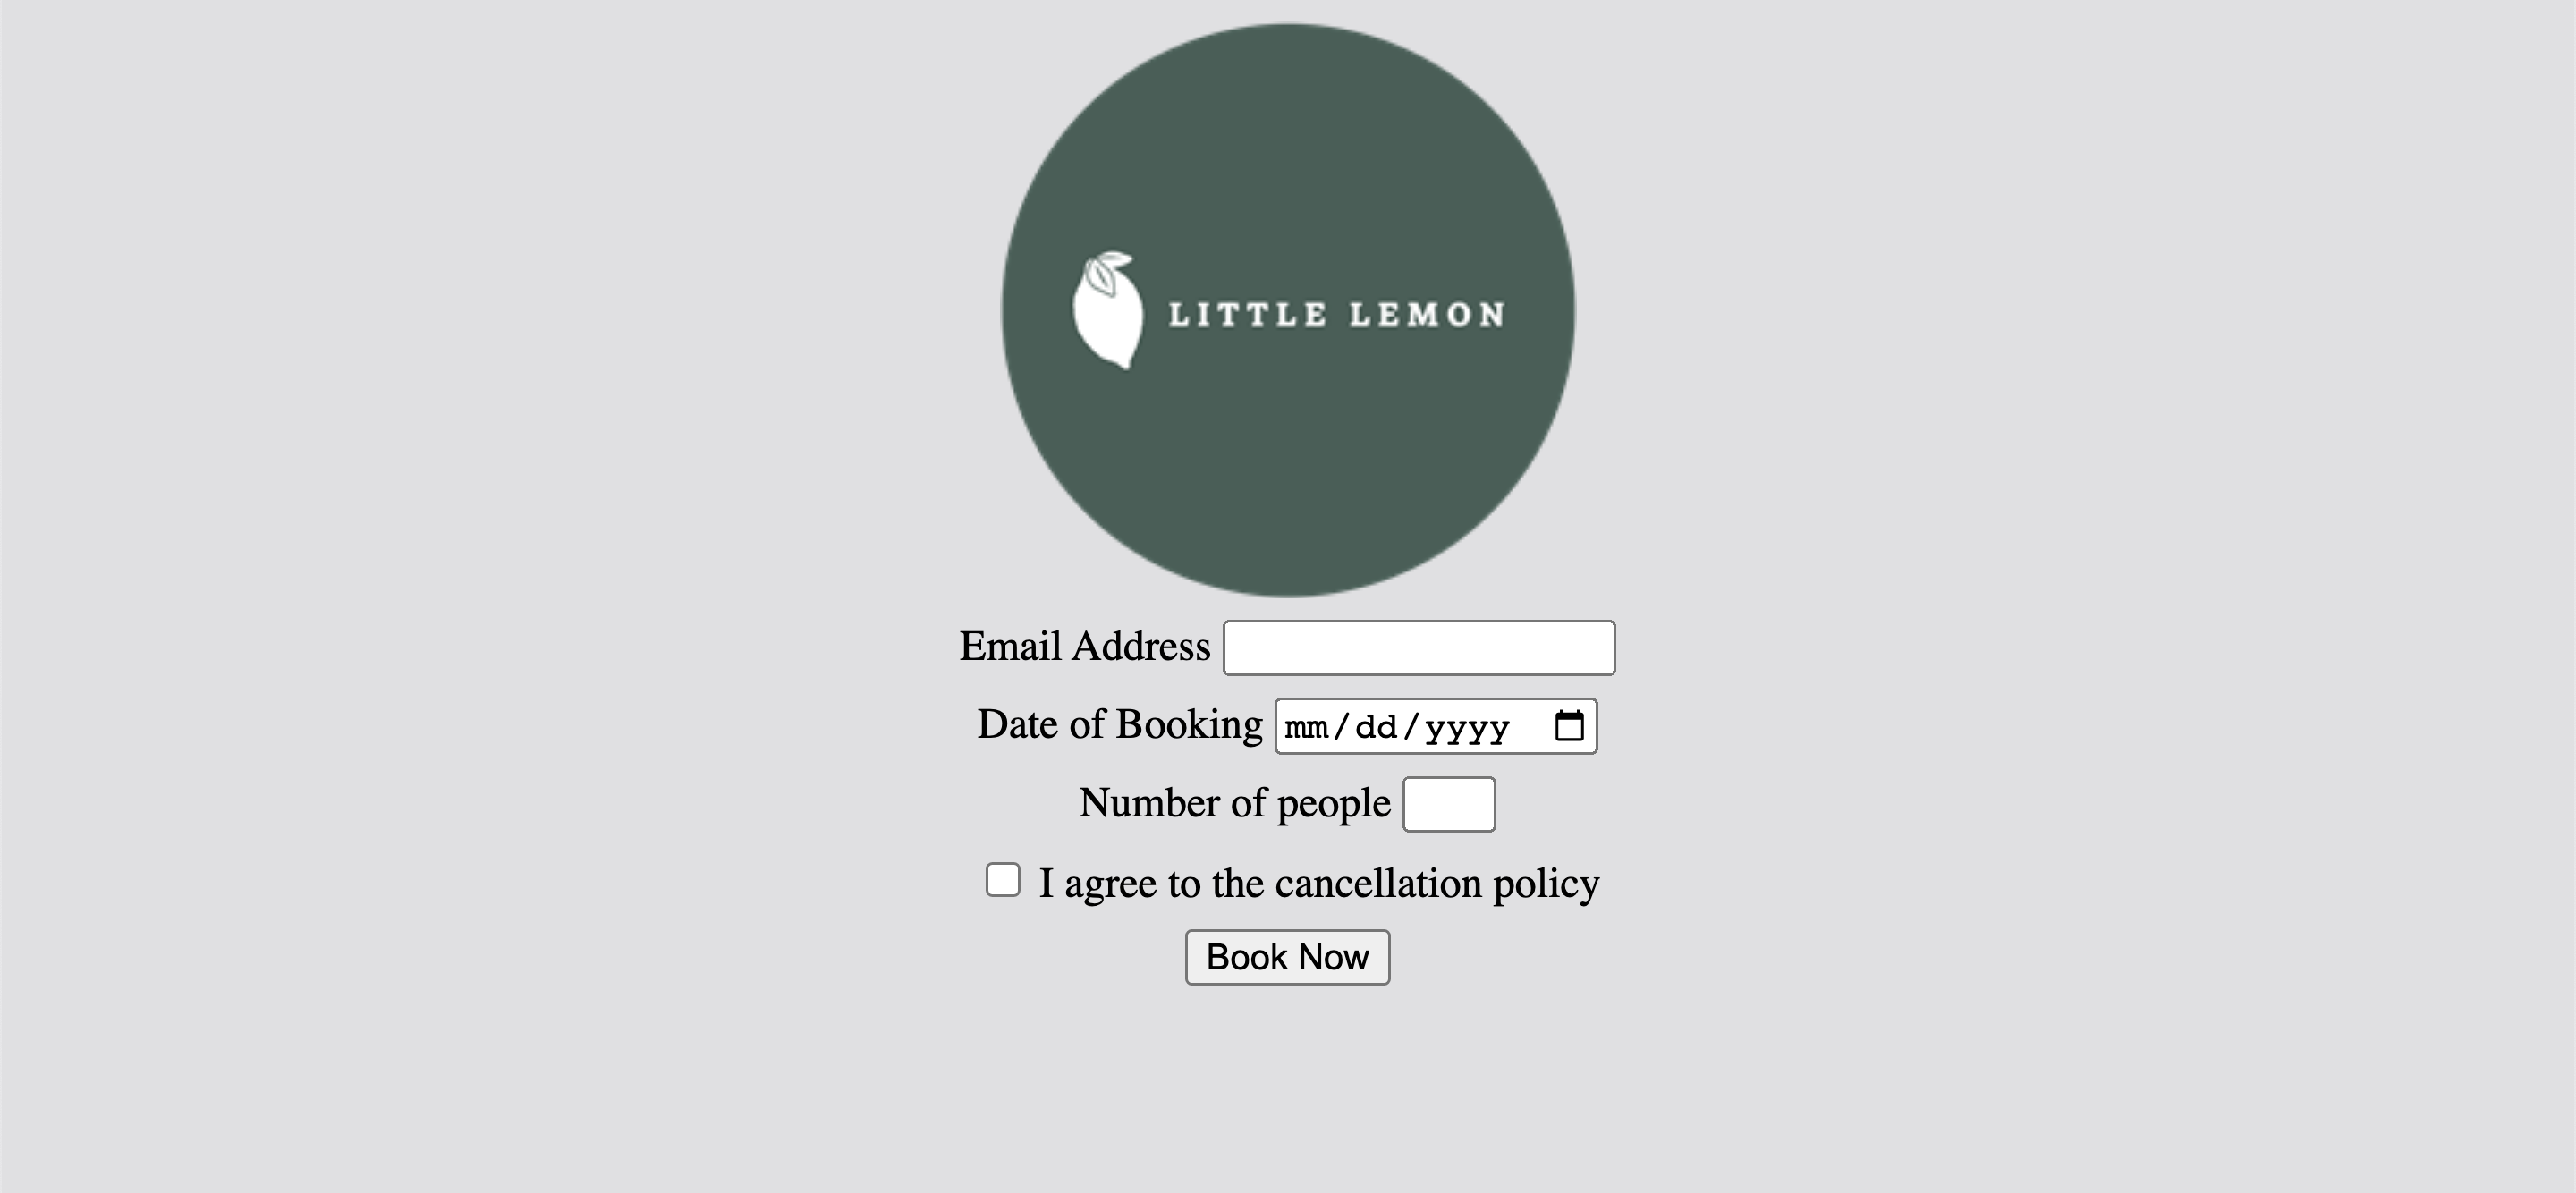 LITTLE LEMON
Email Address
Date of Booking mm/dd/yyyy
Number of people
I agree to the cancellation policy
Book Now